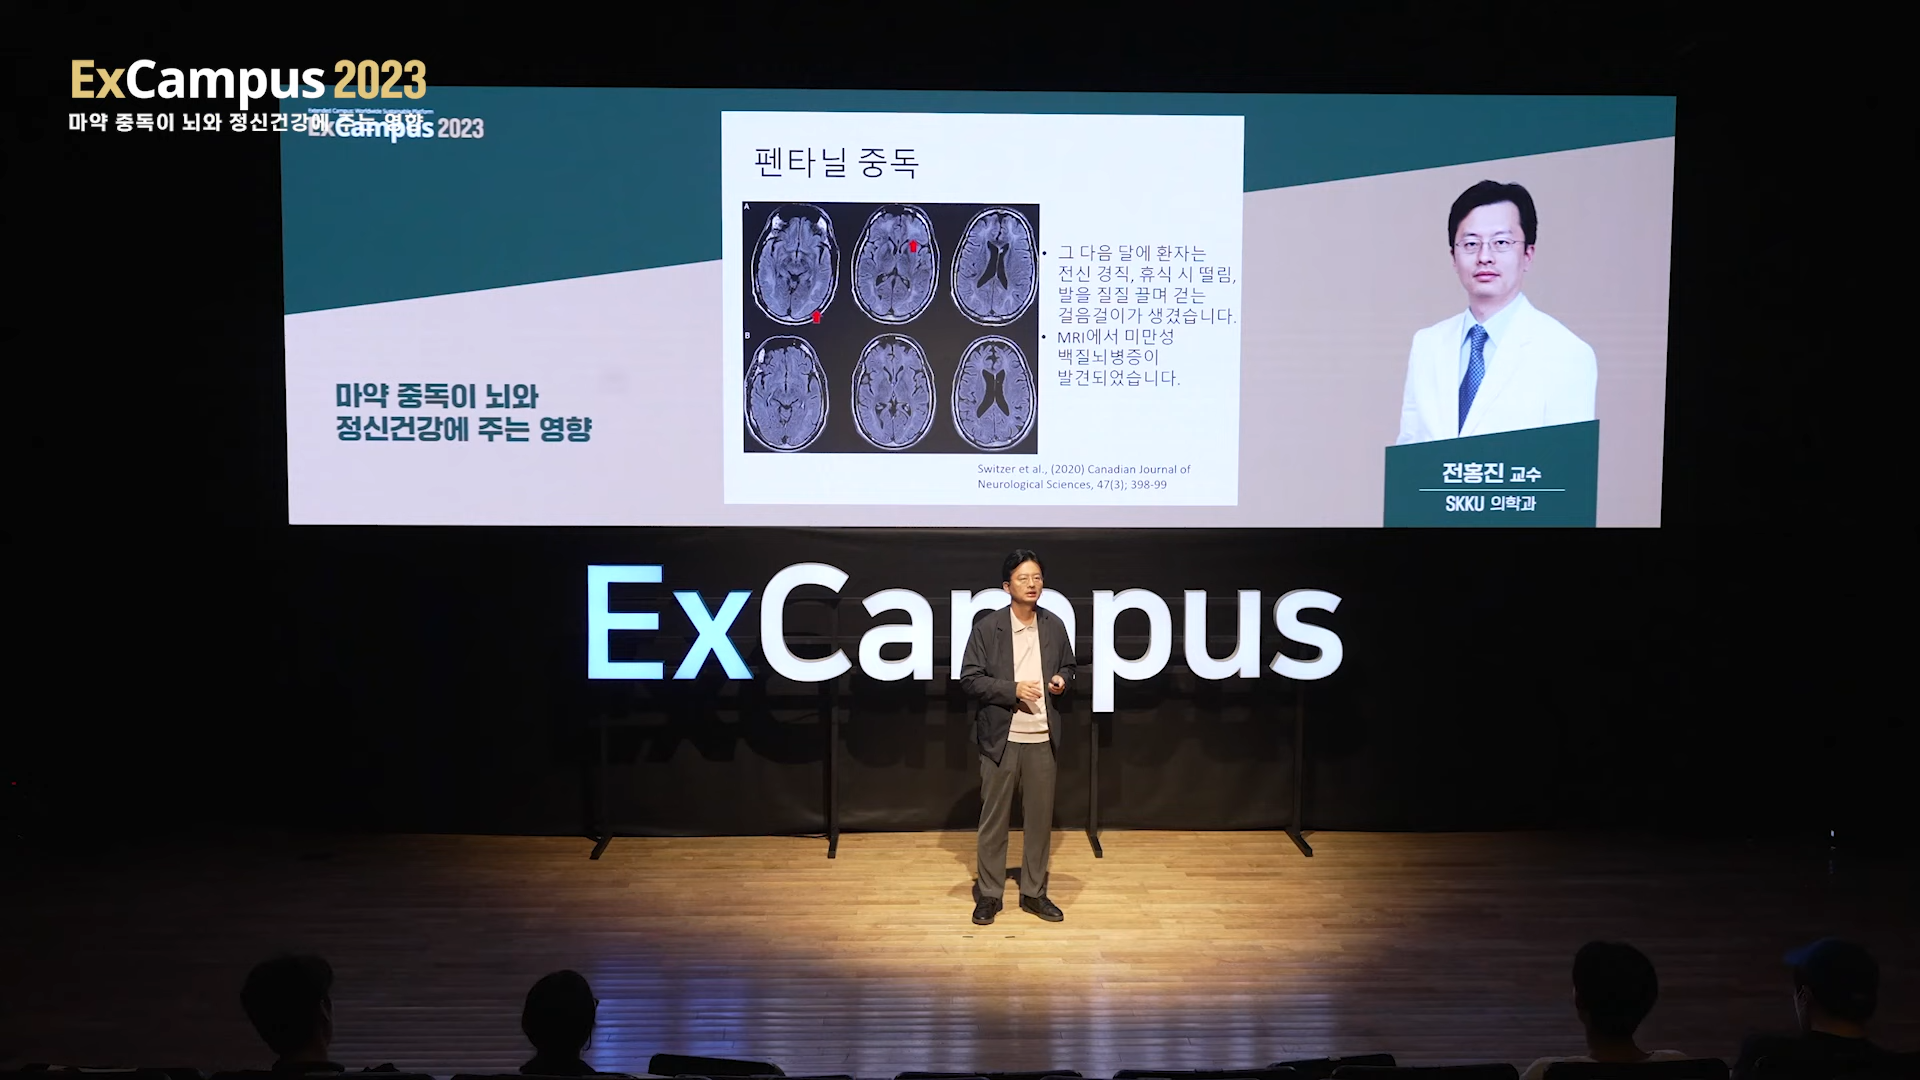 ExCampus 2023
마약 중독이 뇌와 정신건강에 주는 영향
Extended Campus: Worldwide Sustainable Platform
ExCampus 2023
마약 중독이 뇌와
정신건강에 주는 영향
펜타닐 중독
A
B
• 그 다음 달에 환자는
전신 경직, 휴식 시 떨림,
발을 질질 끌며 걷는
걸음걸이가 생겼습니다.
• MRI에서 미만성
백질뇌병증이
발견되었습니다.
Switzer et al., (2020) Canadian Journal of
Neurological Sciences, 47(3); 398-99
전홍진 교수
SKKU 의학과
ExCampus